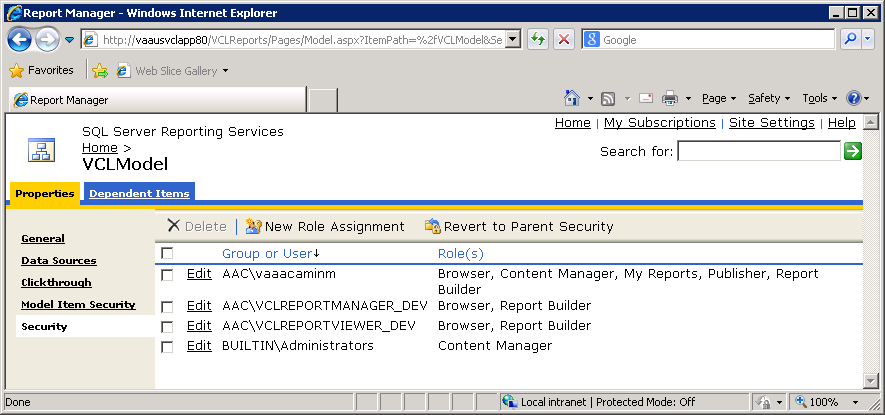 Report Manager - Windows Internet Explorer
http://vaausvclapp80/VCLReports/Pages/Model.aspx?ItemPath=%2fVCLModel&Se
Google
Favorites
Web Slice Gallery
Report Manager
Page
Safety
Tools
SQL Server Reporting Services
Home >
VCLModel
Home | My Subscriptions | Site Settings | Help
Search for:
Properties
Dependent Items
General
Data Sources
Clickthrough
Model Item Security
Security
Delete | New Role Assignment
Revert to Parent Security
Group or User↓ Role(s)
Edit AAC\vaaacaminm Browser, Content Manager, My Reports, Publisher, Report
Builder
Edit AAC\VCLREPORTMANAGER_DEV Browser, Report Builder
Edit AAC\VCLREPORTVIEWER_DEV Browser, Report Builder
Edit BUILTIN\Administrators Content Manager
Done
Local intranet | Protected Mode: Off
100%